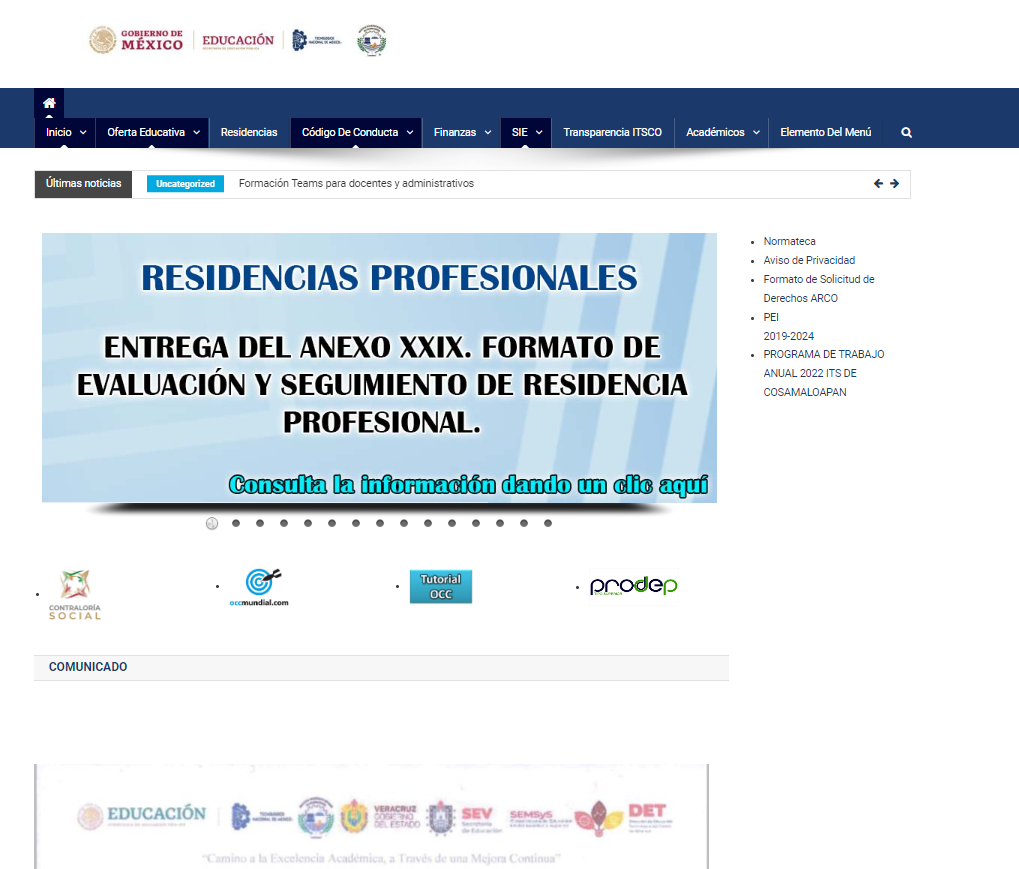 GOBIERNO DE
MÉXICO
EDUCACIÓN
TECNOLÓGICO
NACIONAL DE MÉXICO
Inicio
Oferta Educativa
Residencias
Código De Conducta
Finanzas
SIE
Transparencia ITSCO
Académicos
Elemento Del Menú
Últimas noticias
Uncategorized
Formación Teams para docentes y administrativos
RESIDENCIAS PROFESIONALES
ENTREGA DEL ANEXO XXIX. FORMATO DE
EVALUACIÓN Y SEGUIMIENTO DE RESIDENCIA
PROFESIONAL.
Consulta la información dando un clic aquí
Normateca
Aviso de Privacidad
Formato de Solicitud de
Derechos ARCO
PEI
2019-2024
PROGRAMA DE TRABAJO
ANUAL 2022 ITS DE
COSAMALOAPAN
CONTRALORÍA
SOCIAL
occmundial.com
Tutorial
OCC
prodep
COMUNICADO
EDUCACIÓN
VERACRUZ
GOBIERNO
DEL ESTADO
SEV
Secretaría
de Educación
SEMSyS
DET
“Camino a la Excelencia Académica, a Través de una Mejora Continua”